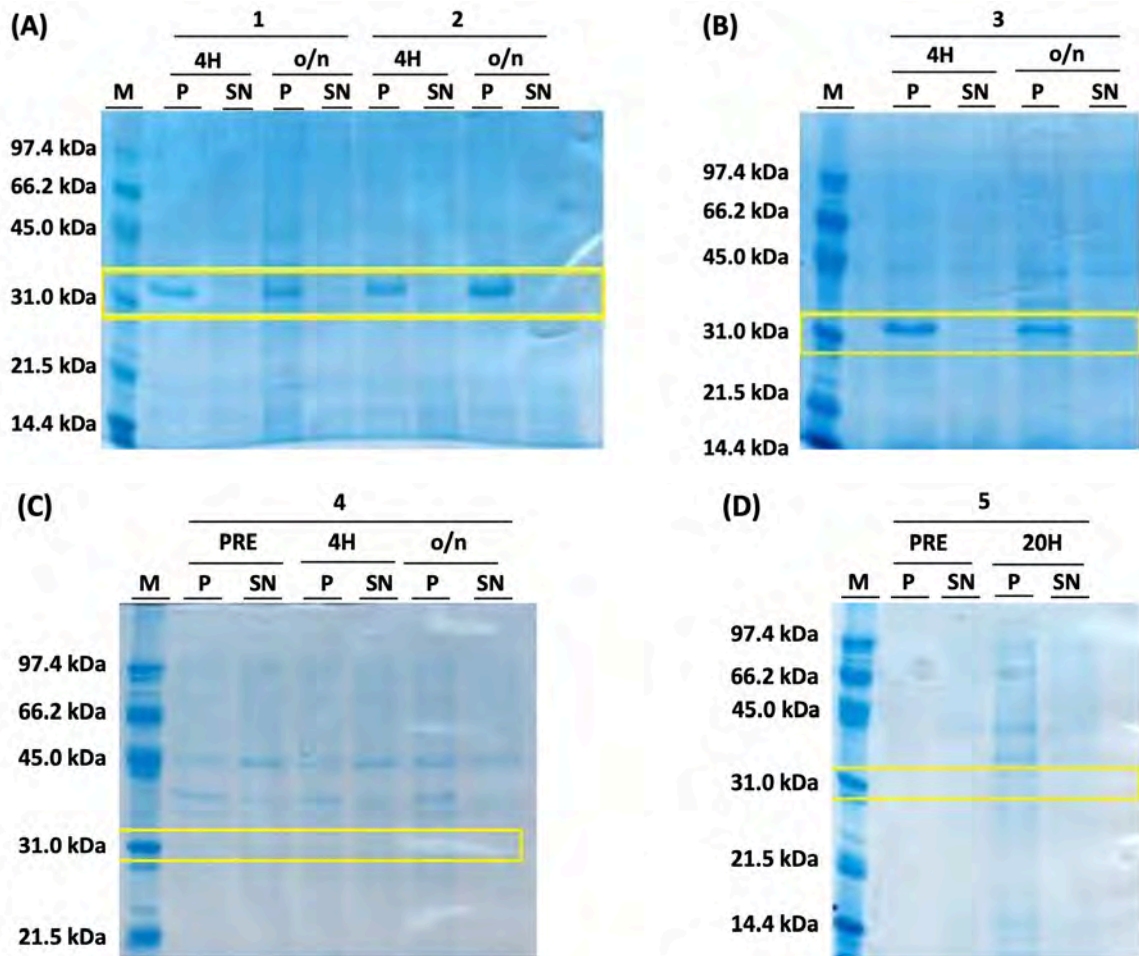 (A)
1 2
4H o/n 4H o/n
M P SN P SN P SN P SN
97.4 kDa
66.2 kDa
45.0 kDa
31.0 kDa
21.5 kDa
14.4 kDa
(B)
3
4H o/n
M P SN P SN
97.4 kDa
66.2 kDa
45.0 kDa
31.0 kDa
21.5 kDa
14.4 kDa
(C)
4
PRE 4H o/n
M P SN P SN P SN
97.4 kDa
66.2 kDa
45.0 kDa
31.0 kDa
21.5 kDa
(D)
5
PRE 20H
M P SN P SN
97.4 kDa
66.2 kDa
45.0 kDa
31.0 kDa
21.5 kDa
14.4 kDa